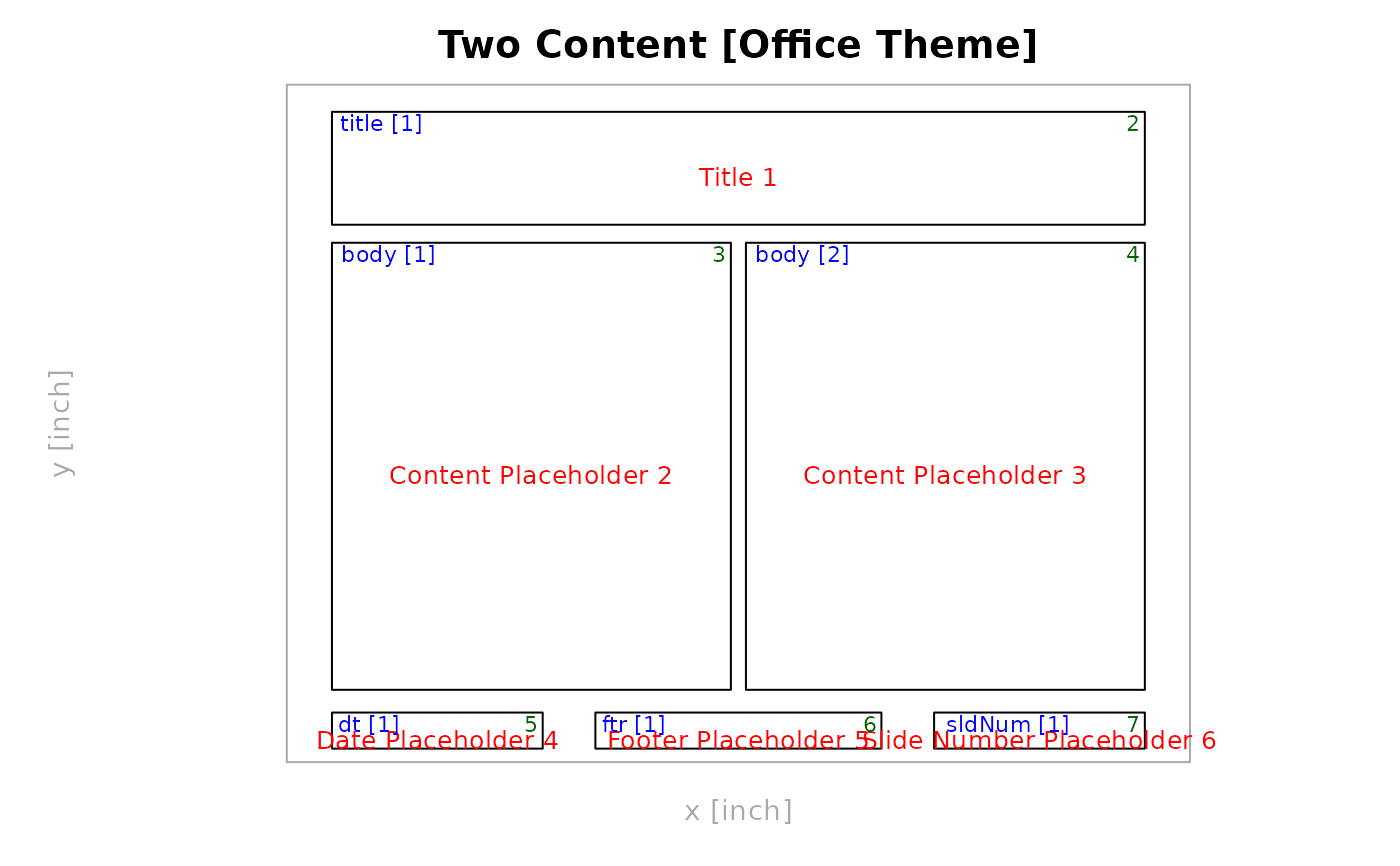 Two Content [Office Theme]
title [1] 2
Title 1
body [1] 3
body [2] 4
Content Placeholder 2
Content Placeholder 3
dt [1] 5
ftr [1] 6
sldNum [1] 7
Date Placeholder 4
Footer Placeholder 5
Slide Number Placeholder 6
y [inch]
x [inch]